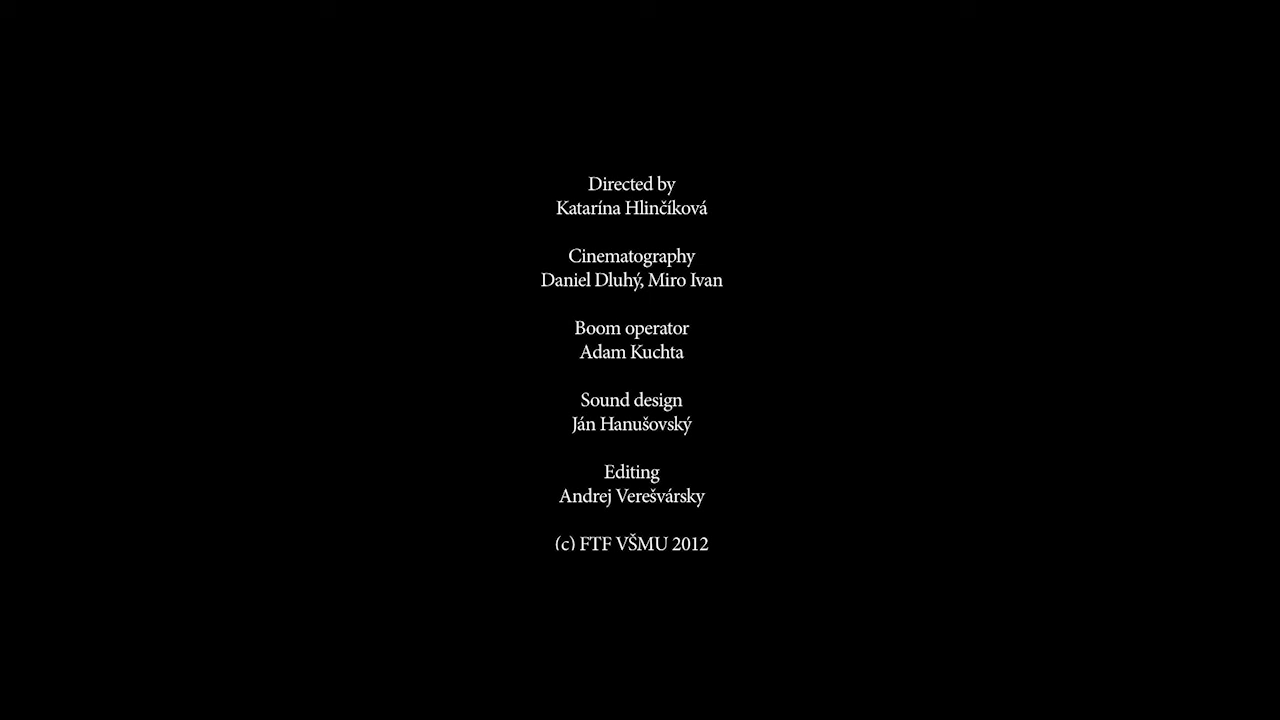 Directed by
Katarína Hlinčíková
Cinematography
Daniel Dluhý, Miro Ivan
Boom operator
Adam Kuchta
Sound design
Ján Hanušovský
Editing
Andrej Verešvársky
(c) FTF VŠMU 2012